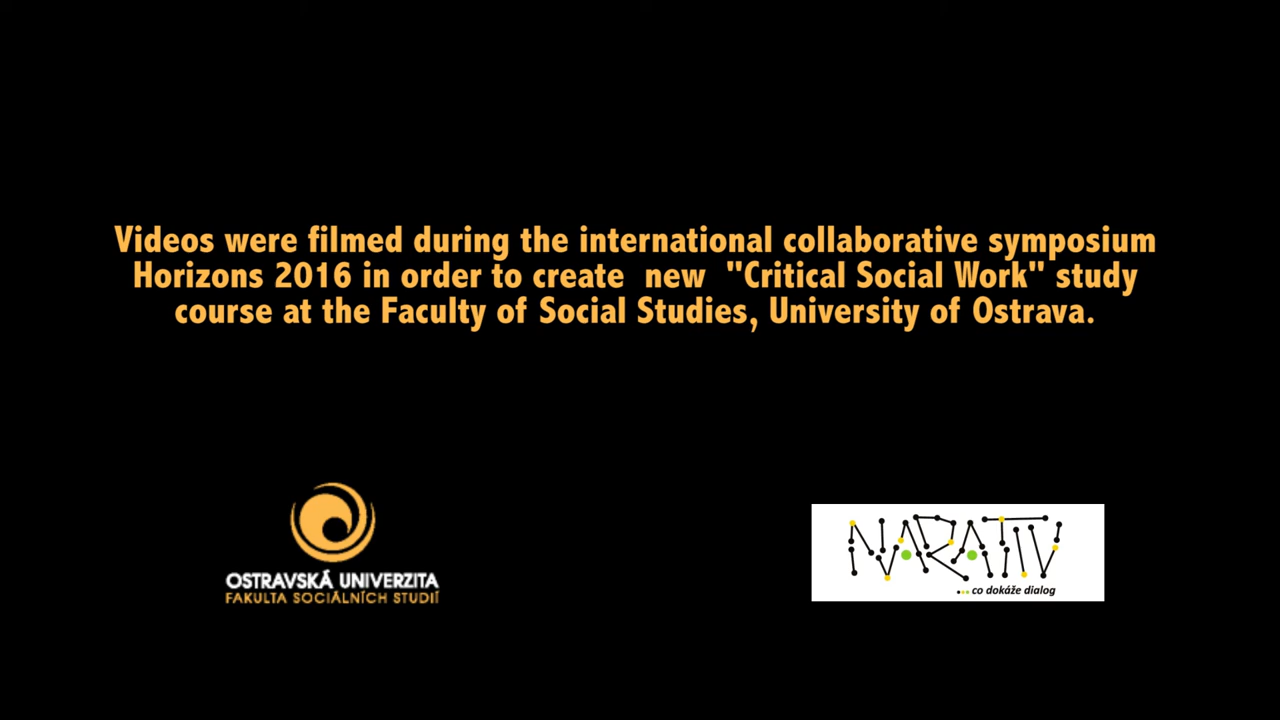 Videos were filmed during the international collaborative symposium
Horizons 2016 in order to create  new  "Critical Social Work" study
course at the Faculty of Social Studies, University of Ostrava.
OSTRAVSKÁ UNIVERZITA
FAKULTA SOCIÁLNÍCH STUDIÍ
NARATIV
...co dokáže dialog